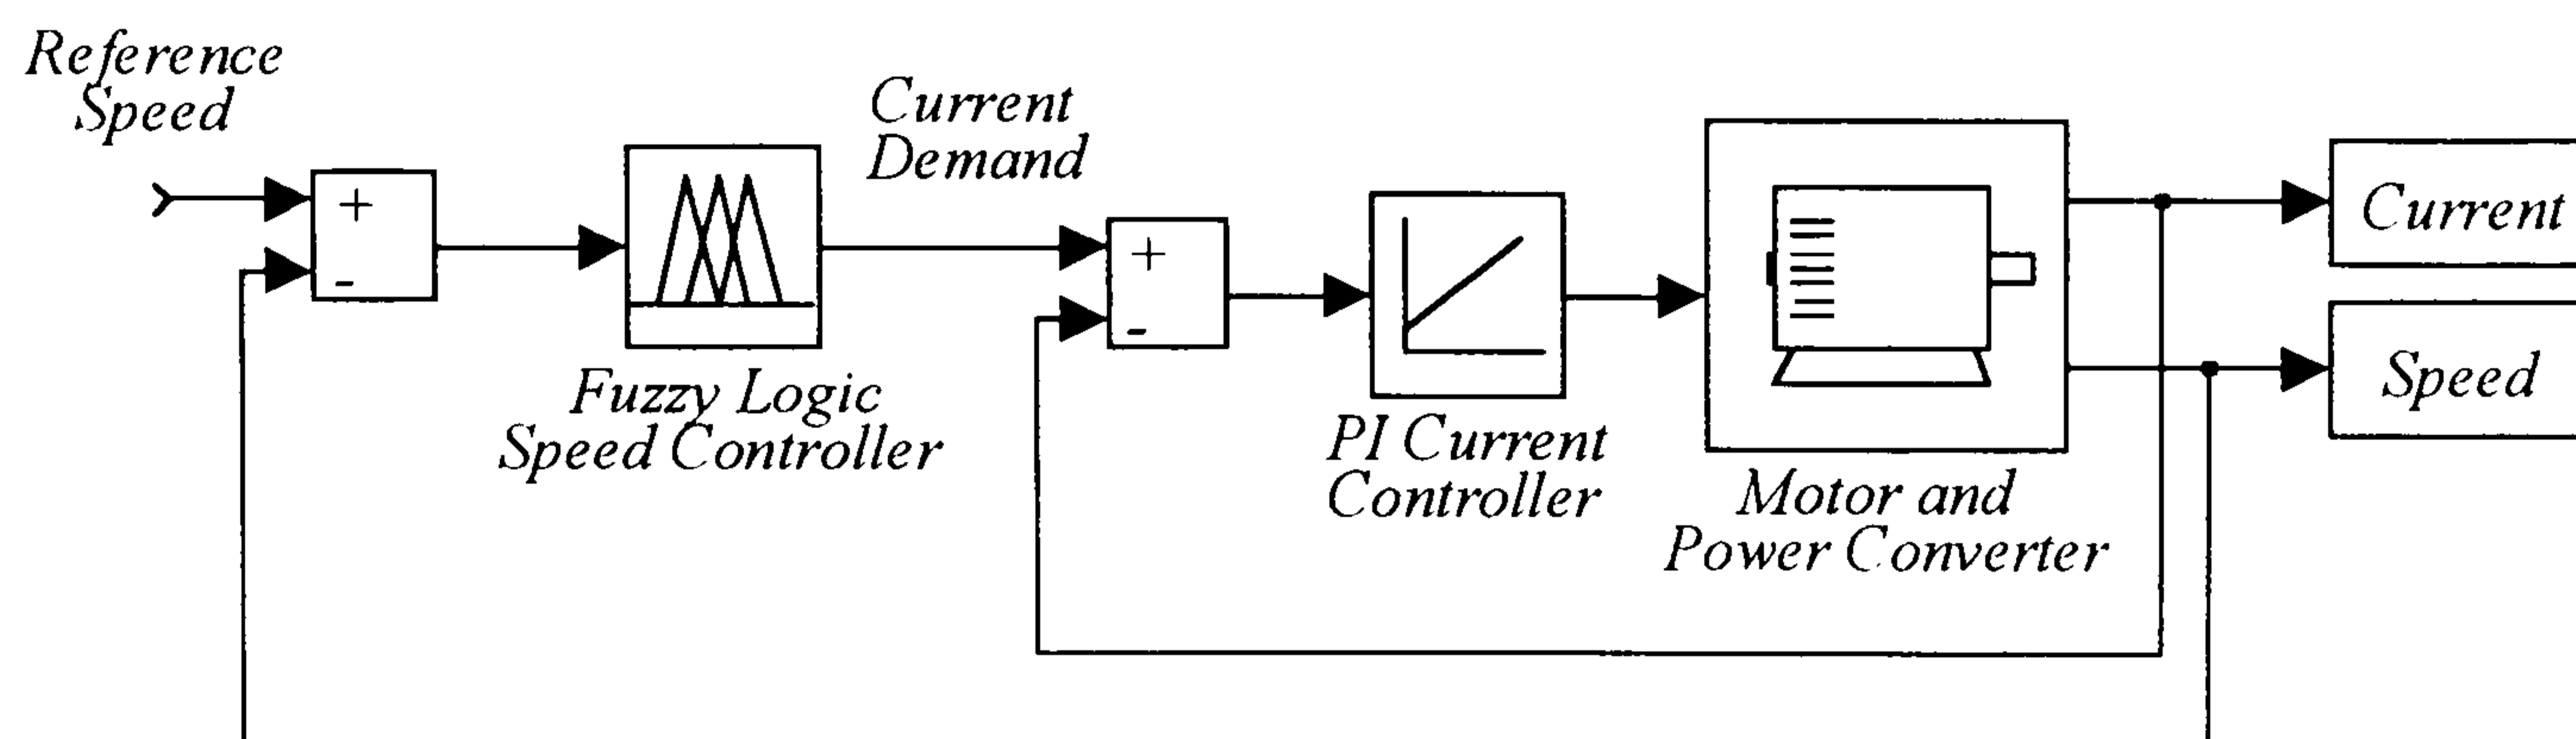 Reference
Speed
Current
Demand
+
-
+
-
Fuzzy Logic
Speed Controller
PI Current
Controller
Motor and
Power Converter
Current
Speed